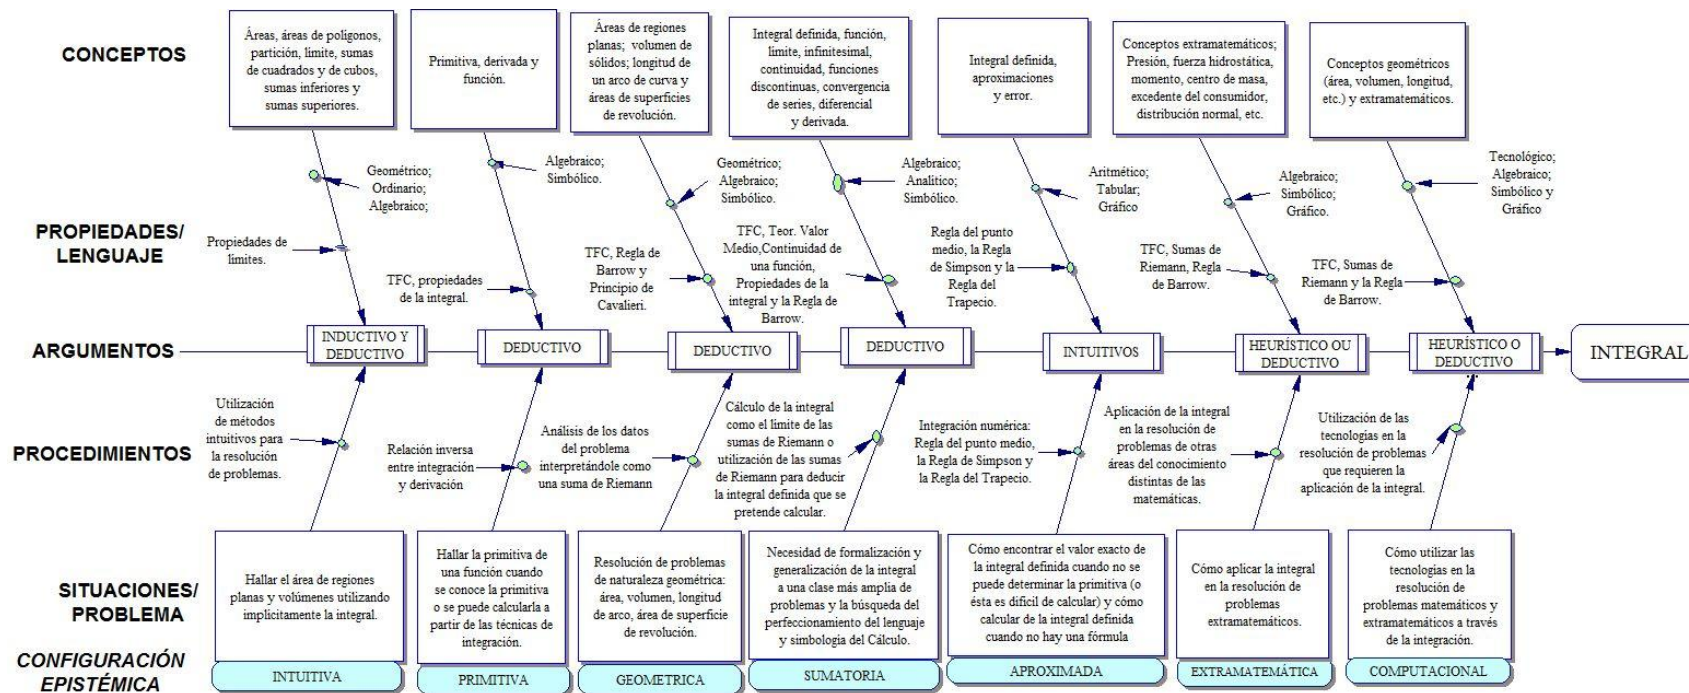 CONCEPTOS
Áreas, áreas de polígonos,
partición, límite, sumas
de cuadrados y de cubos,
sumas inferiores y
sumas superiores.
Primitiva, derivada y
función.
Áreas de regiones
planas; volumen de
sólidos; longitud de
un arco de curva y
áreas de superficies
de revolución.
Integral definida, función,
limite, infinitesimal,
continuidad, funciones
discontinuas, convergencia
de series, diferencial
y derivada.
Integral definida,
aproximaciones
y error.
Conceptos extramatemáticos;
Presión, fuerza hidrostática,
momento, centro de masa,
excedente del consumidor,
distribución normal, etc.
Conceptos geométricos
(área, volumen, longitud,
etc.) y extramatemáticos.
PROPIEDADES/
LENGUAJE
Geométrico;
Ordinario;
Algebraico;
Algebraico;
Simbólico.
Geométrico;
Algebraico;
Simbólico.
Algebraico;
Analitico;
Simbólico.
Aritmético;
Tabular;
Gráfico
Algebraico;
Simbólico;
Gráfico.
Tecnológico;
Algebraico;
Simbólico y
Gráfico
Propiedades de
límites.
TFC, propiedades
de la integral.
TFC, Regla de
Barrow y
Principio de
Cavalieri.
TFC, Teor. Valor
Medio,Continuidad de
una función,
Propiedades de la
integral y la Regla de
Barrow.
Regla del punto
medio, la Regla
de Simpson y la
Regla del
Trapecio.
TFC, Sumas de
Riemann, Regla
de Barrow.
TFC, Sumas de
Riemann y la Regla
de Barrow.
ARGUMENTOS
INDUCTIVO Y
DEDUCTIVO
DEDUCTIVO
DEDUCTIVO
DEDUCTIVO
INTUITIVOS
HEURÍSTICO OU
DEDUCTIVO
HEURÍSTICO O
DEDUCTIVO
INTEGRAL
PROCEDIMIENTOS
Utilización
de métodos
intuitivos para
la resolución
de problemas.
Relación inversa
entre integración
y derivación
Análisis de los datos
del problema
interpretándole como
una suma de Riemann
Cálculo de la integral
como el límite de las
sumas de Riemann o
utilización de las sumas
de Riemann para deducir
la integral definida que se
pretende calcular.
Integración numérica:
Regla del punto medio,
la Regla de Simpson y
la Regla del Trapecio.
Aplicación de la integral
en la resolución de
problemas de otras
áreas del conocimiento
distintas de las
matemáticas.
Utilización de las
tecnologías en la
resolución de problemas
que requieren la
aplicación de la integral.
SITUACIONES/
PROBLEMA
Hallar el área de regiones
planas y volúmenes utilizando
implícitamente la integral.
Hallar la primitiva de
una función cuando
se conoce la primitiva
o se puede calcularla a
partir de las técnicas de
integración.
Resolución de problemas
de naturaleza geométrica:
área, volumen, longitud
de arco, área de superficie
de revolución.
Necesidad de formalización y
generalización de la integral
a una clase más amplia de
problemas y la búsqueda del
perfeccionamiento del lenguaje
y simbología del Cálculo.
Cómo encontrar el valor exacto de
la integral definida cuando no se
puede determinar la primitiva (o
ésta es difícil de calcular) y cómo
calcular de la integral definida
cuando no hay una fórmula
Cómo aplicar la integral
en la resolución de
problemas
extramatemáticos.
Cómo utilizar las
tecnologías en la
resolución de
problemas matemáticos y
extramatemáticos a través
de la integración.
CONFIGURACIÓN
EPISTÉMICA
INTUITIVA
PRIMITIVA
GEOMETRICA
SUMATORIA
APROXIMADA
EXTRAMATEMÁTICA
COMPUTACIONAL